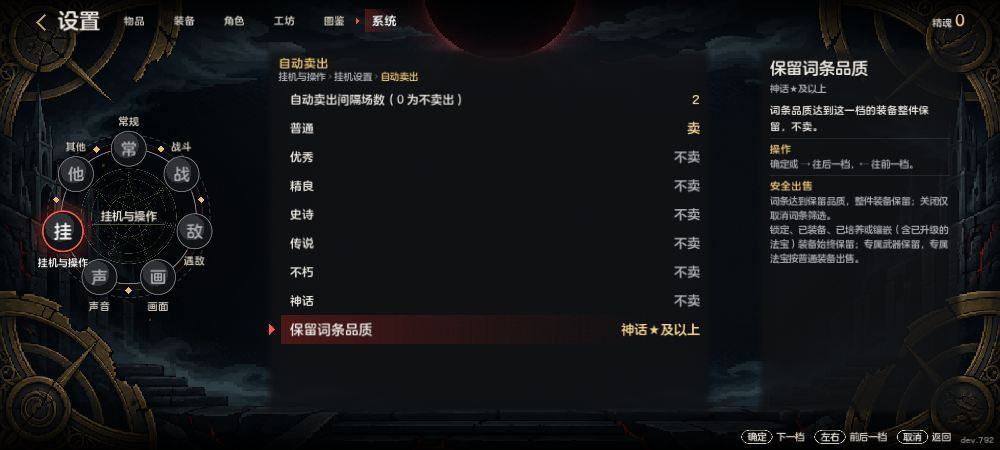 设置 物品 装备 角色 工坊 图鉴 系统 精魂 0
常规
常
其他
他
战斗
战
挂机与操作
挂
挂机与操作
敌
遇敌
声
声音
画
画面
自动卖出
挂机与操作 › 挂机设置 › 自动卖出
自动卖出间隔场数（0为不卖出） 2
普通 卖
优秀 不卖
精良 不卖
史诗 不卖
传说 不卖
不朽 不卖
神话 不卖
保留词条品质 神话★及以上
保留词条品质
神话★及以上
词条品质达到这一档的装备整件保
留，不卖。
操作
确定或 → 往后一档，← 往前一档。
安全出售
词条达到保留品质，整件装备保留；关闭仅
取消词条筛选。
锁定、已装备、已培养或镶嵌（含已升级的
法宝）装备始终保留；专属武器保留，专属
法宝按普通装备出售。
确定 下一档 左右 前后一档 取消 返回 dev.792